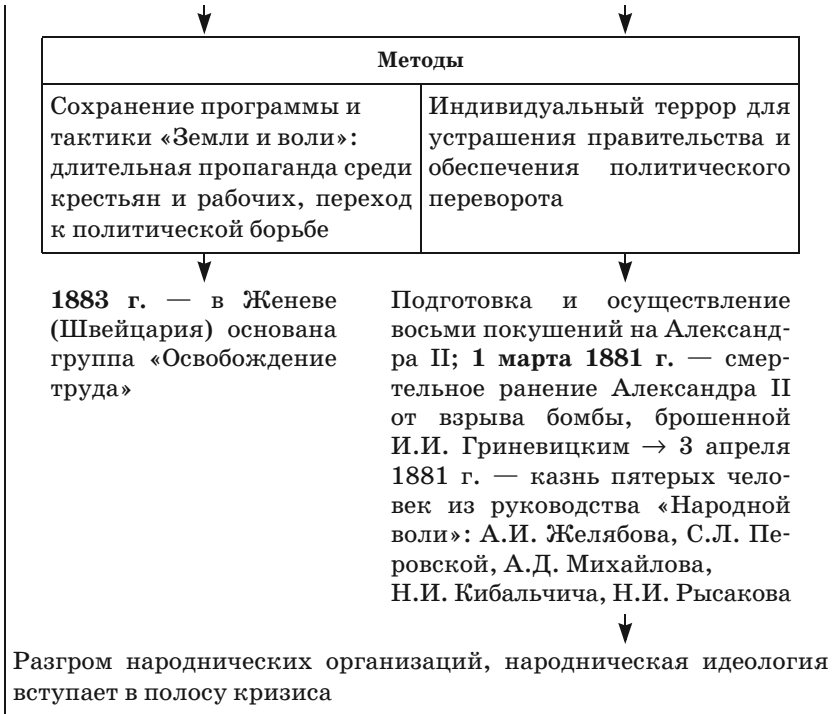 Методы
Сохранение программы и
тактики «Земли и воли»:
длительная пропаганда среди
крестьян и рабочих, переход
к политической борьбе
Индивидуальный террор для
устрашения правительства и
обеспечения политического
переворота
1883 г. — в Женеве
(Швейцария) основана
группа «Освобождение
труда»
Подготовка и осуществление
восьми покушений на Александ-
ра II; 1 марта 1881 г. — смер-
тельное ранение Александра II
от взрыва бомбы, брошенной
И.И. Гриневицким → 3 апреля
1881 г. — казнь пятерых чело-
век из руководства «Народной
воли»: А.И. Желябова, С.Л. Пе-
ровской, А.Д. Михайлова,
Н.И. Кибальчича, Н.И. Рысакова
Разгром народнических организаций, народническая идеология
вступает в полосу кризиса